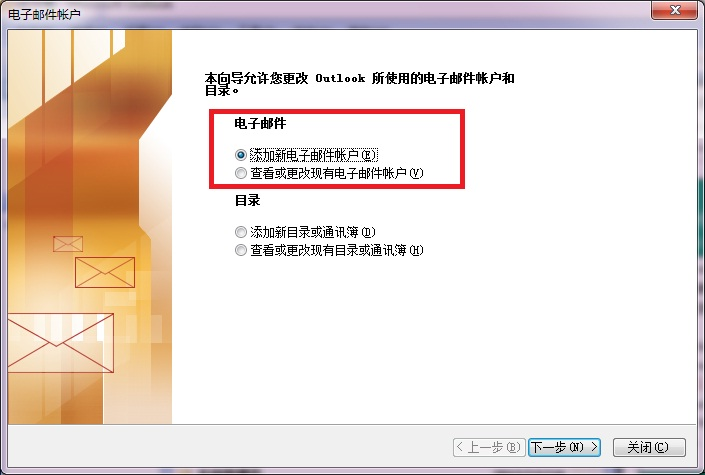 电子邮件帐户
本向导允许您更改 Outlook 所使用的电子邮件帐户和
目录。
电子邮件
添加新电子邮件帐户(E)
查看或更改现有电子邮件帐户(V)
目录
添加新目录或通讯簿(D)
查看或更改现有目录或通讯簿(H)
< 上一步(B) 下一步(N) > 关闭(C)